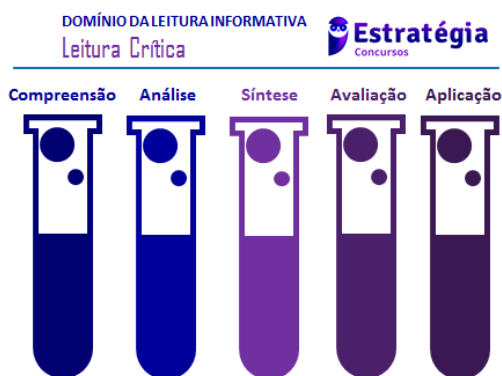 DOMÍNIO DA LEITURA INFORMATIVA
Leitura Crítica
Estratégia
Concursos
Compreensão Análise Síntese Avaliação Aplicação